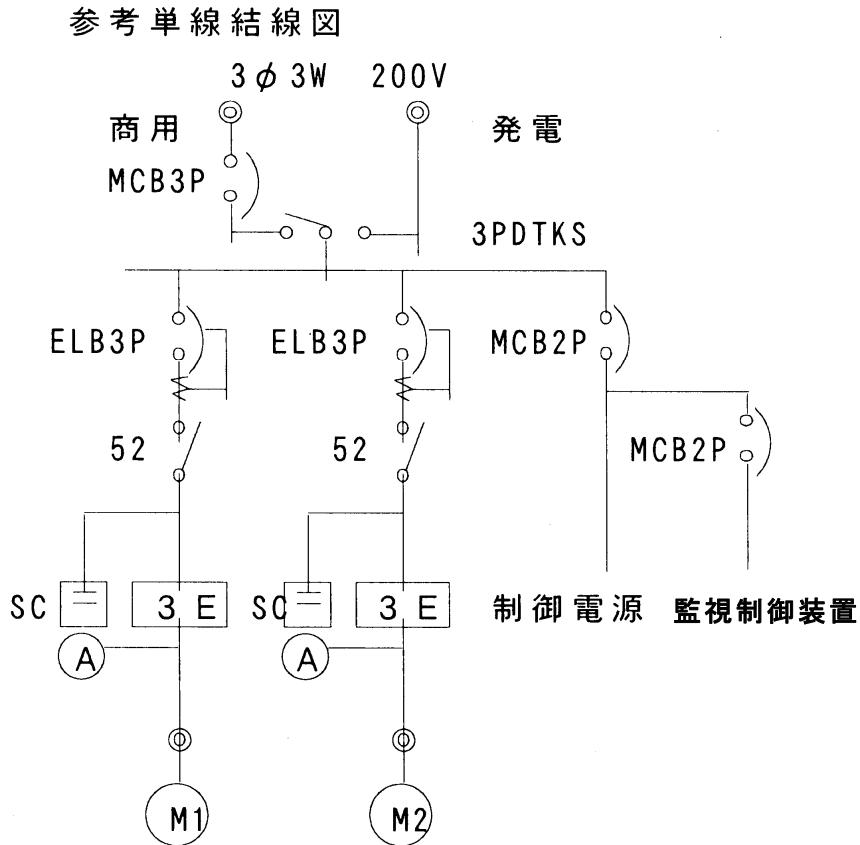 参考単線結線図
3φ3W 200V
商用 発電
MCB3P
3PDTKS
ELB3P ELB3P MCB2P
52 52 MCB2P
SC 3E SC 3E 制御電源 監視制御装置
A A
M1 M2